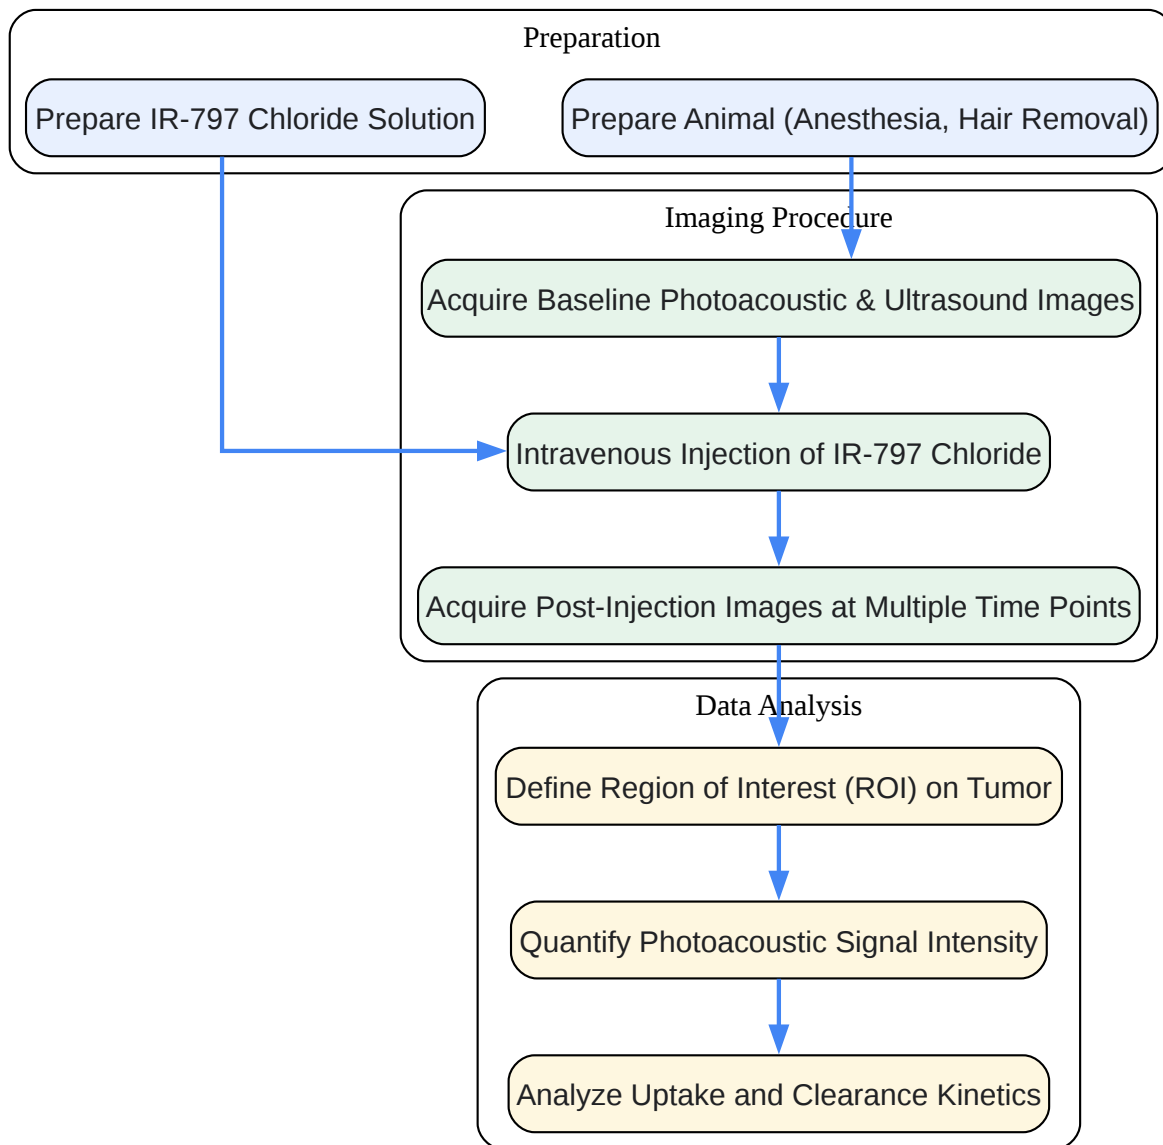 Preparation
Prepare IR-797 Chloride Solution
Prepare Animal (Anesthesia, Hair Removal)
Imaging Procedure
Acquire Baseline Photoacoustic & Ultrasound Images
Intravenous Injection of IR-797 Chloride
Acquire Post-Injection Images at Multiple Time Points
Data Analysis
Define Region of Interest (ROI) on Tumor
Quantify Photoacoustic Signal Intensity
Analyze Uptake and Clearance Kinetics